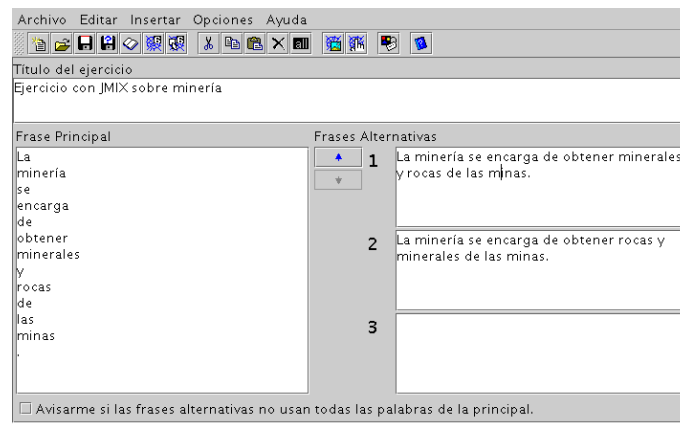 Archivo Editar Insertar Opciones Ayuda
all
Título del ejercicio
Ejercicio con JMIX sobre minería
Frase Principal
Frases Alternativas
La
minería
se
encarga
de
obtener
minerales
y
rocas
de
las
minas
.
1
La minería se encarga de obtener minerales
y rocas de las minas.
2
La minería se encarga de obtener rocas y
minerales de las minas.
3
Avisarme si las frases alternativas no usan todas las palabras de la principal.